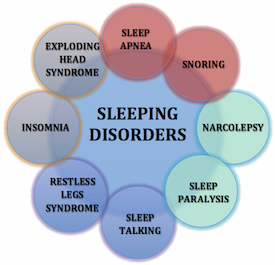 SLEEP
APNEA
SNORING
NARCOLEPSY
SLEEP
PARALYSIS
SLEEP
TALKING
RESTLESS
LEGS
SYNDROME
INSOMNIA
EXPLODING
HEAD
SYNDROME
SLEEPING
DISORDERS